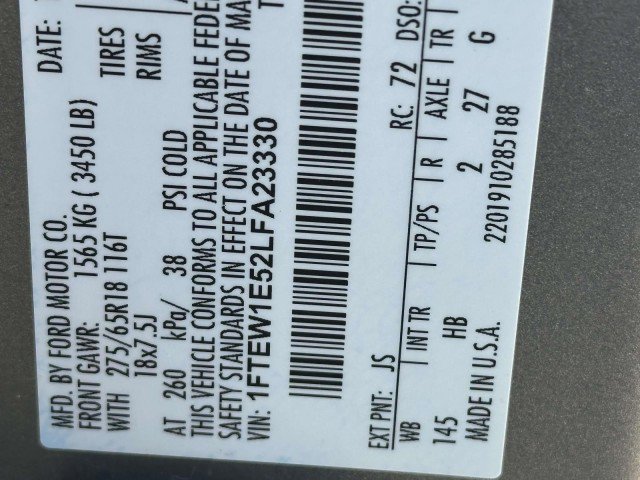 MFD. BY FORD MOTOR CO. DATE:
FRONT GAWR: 1565 KG ( 3450 LB)
WITH 275/65R18 116T TIRES
18x7.5J RIMS
AT 260 kPa/ 38 PSI COLD
THIS VEHICLE CONFORMS TO ALL APPLICABLE FEDE
SAFETY STANDARDS IN EFFECT ON THE DATE OF MA
VIN: 1FTEW1E52LFA23330
EXT PNT: JS RC: 72 DSO:
WB | INT TR | TP/PS | R | AXLE | TR |
145 HB 2 27 G
MADE IN U.S.A. 2201910285188